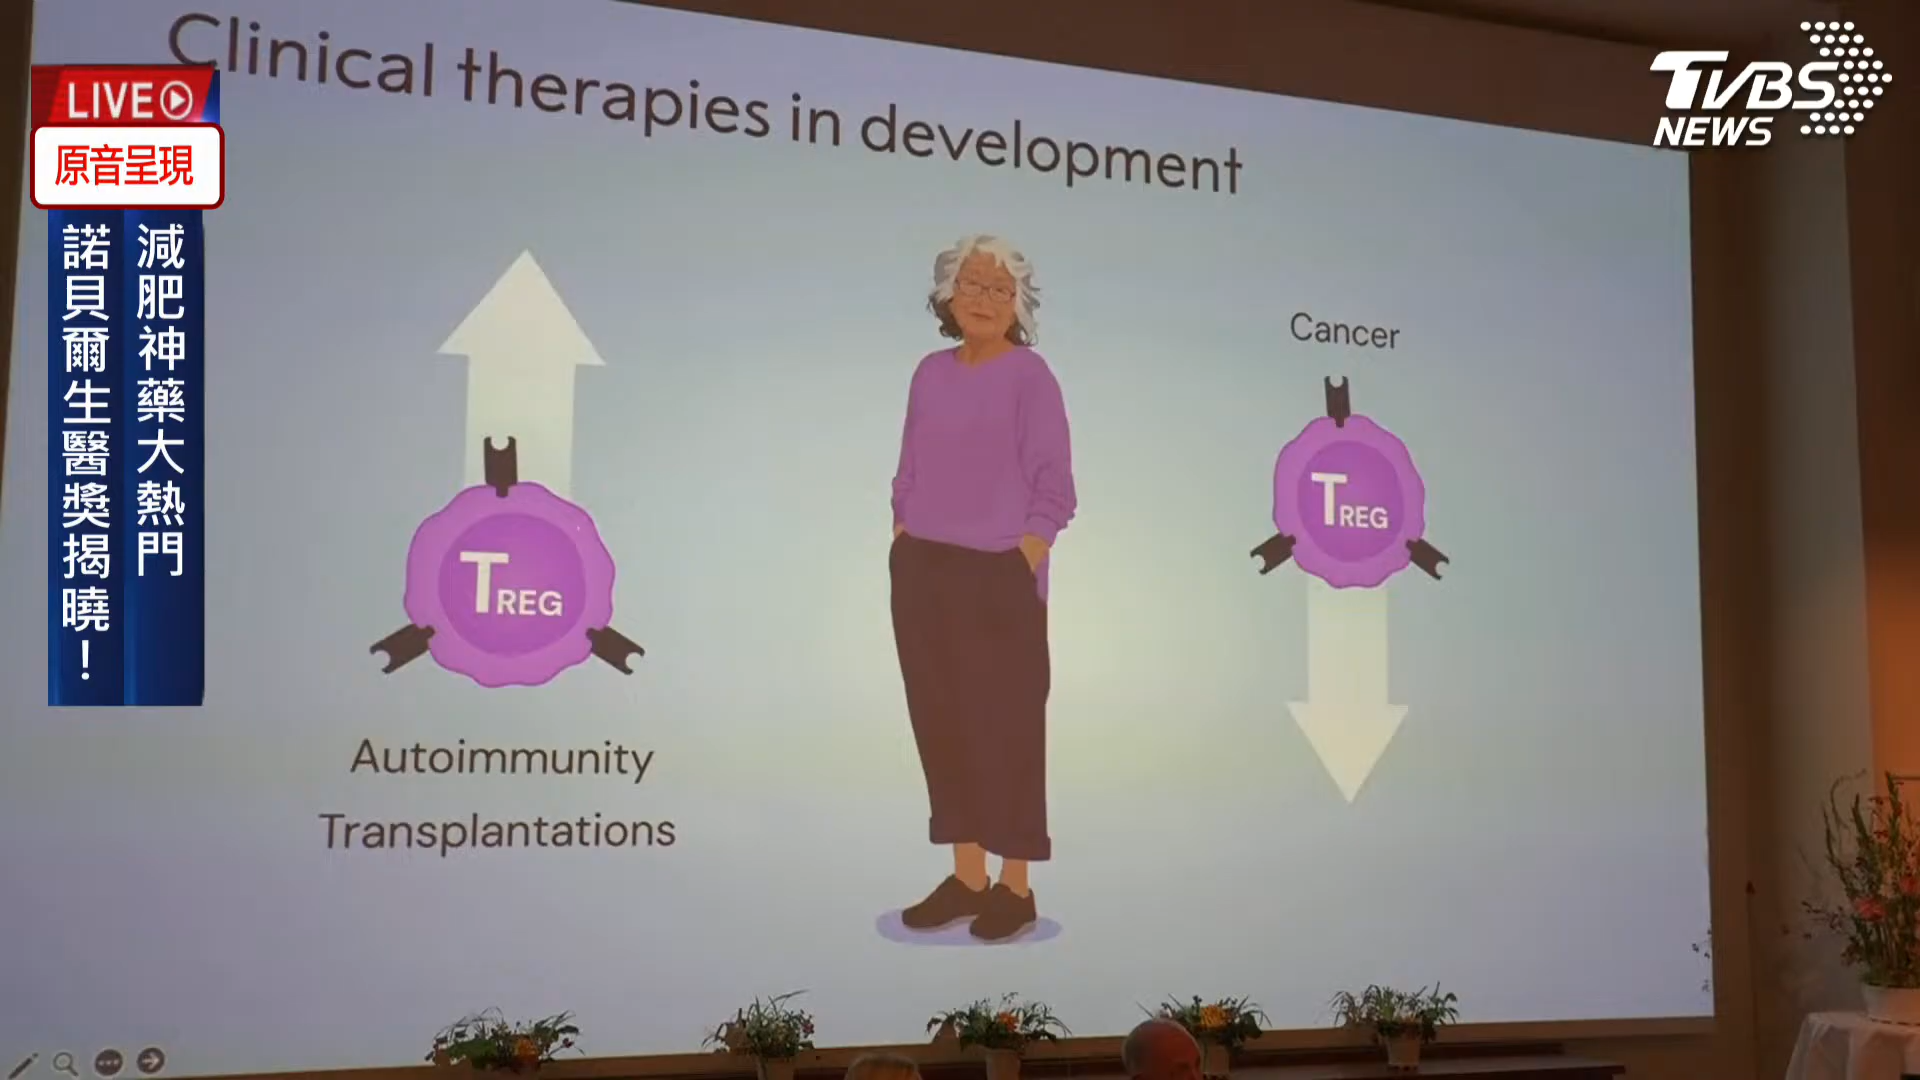 Clinical therapies in development
LIVE
原音呈現
減肥神藥大熱門
諾貝爾生醫獎揭曉！
TVBS
NEWS
Cancer
TREG
TREG
Autoimmunity
Transplantations